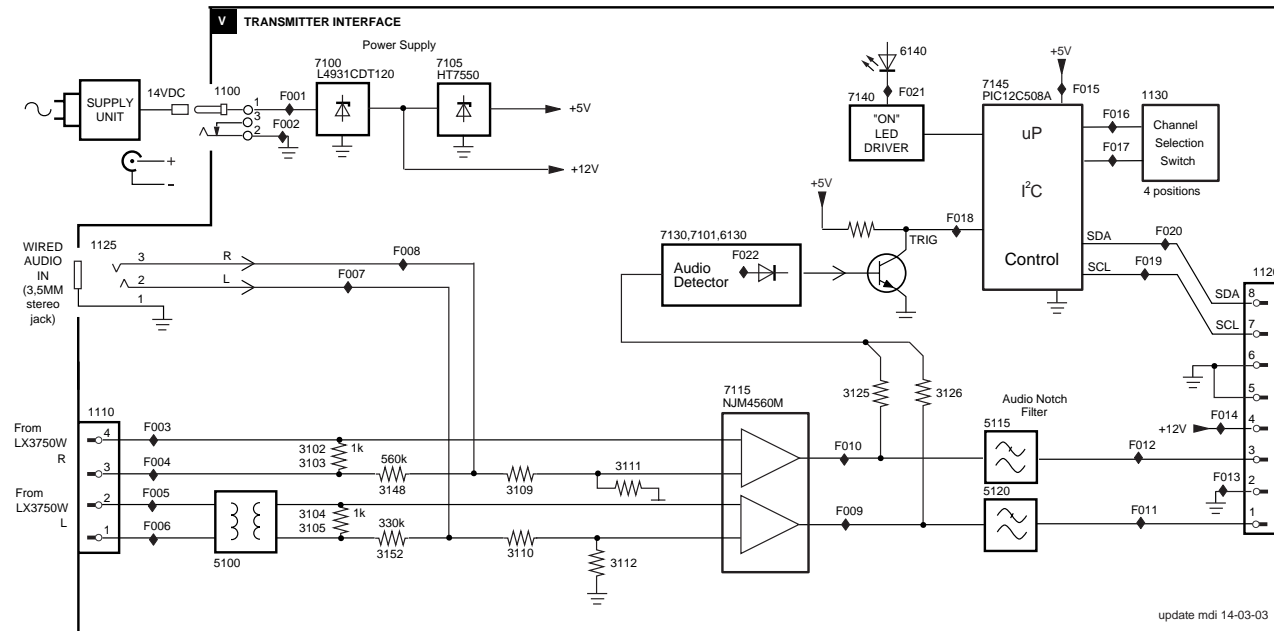 V TRANSMITTER INTERFACE
Power Supply
7100
L4931CDT120
7105
HT7550
SUPPLY
UNIT
14VDC
1100
1
3
2
F001
F002
+5V
+12V
+
-
6140
F021
7140
"ON"
LED
DRIVER
+5V
7145
PIC12C508A
F015
uP
I²C
Control
F016
F017
1130
Channel
Selection
Switch
4 positions
+5V
F018
TRIG
7130,7101,6130
Audio
Detector
F022
SDA
F020
SCL
F019
WIRED
AUDIO
IN
(3,5MM
stereo
jack)
1125
3
R
F008
2
L
F007
1
SDA
8
SCL
7
6
5
F014
+12V
4
3
F013
2
1
3125
3126
7115
NJM4560M
Audio Notch
Filter
5115
5120
F010
F009
F012
F011
1110
From
LX3750W
R
From
LX3750W
L
4
3
2
1
F003
F004
F005
F006
3102
3103
1k
560k
3148
3109
3111
3104
3105
1k
330k
3152
3110
3112
5100
update mdi 14-03-03